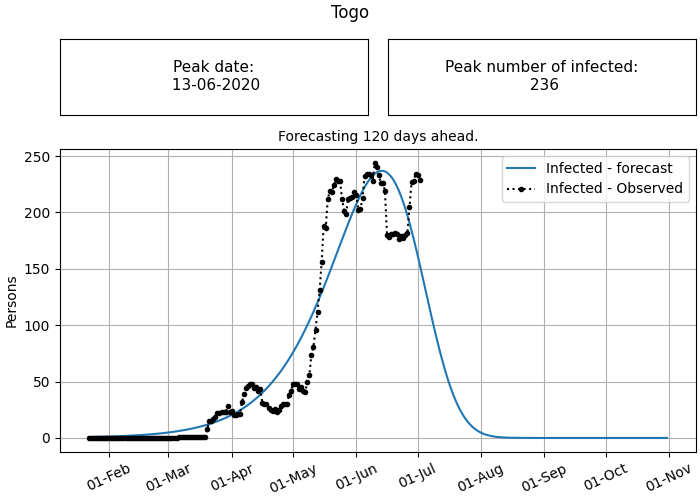 Togo
Peak date:
13-06-2020
Peak number of infected:
236
Forecasting 120 days ahead.
Infected - forecast
Infected - Observed
Persons
250
200
150
100
50
0
01-Feb
01-Mar
01-Apr
01-May
01-Jun
01-Jul
01-Aug
01-Sep
01-Oct
01-Nov